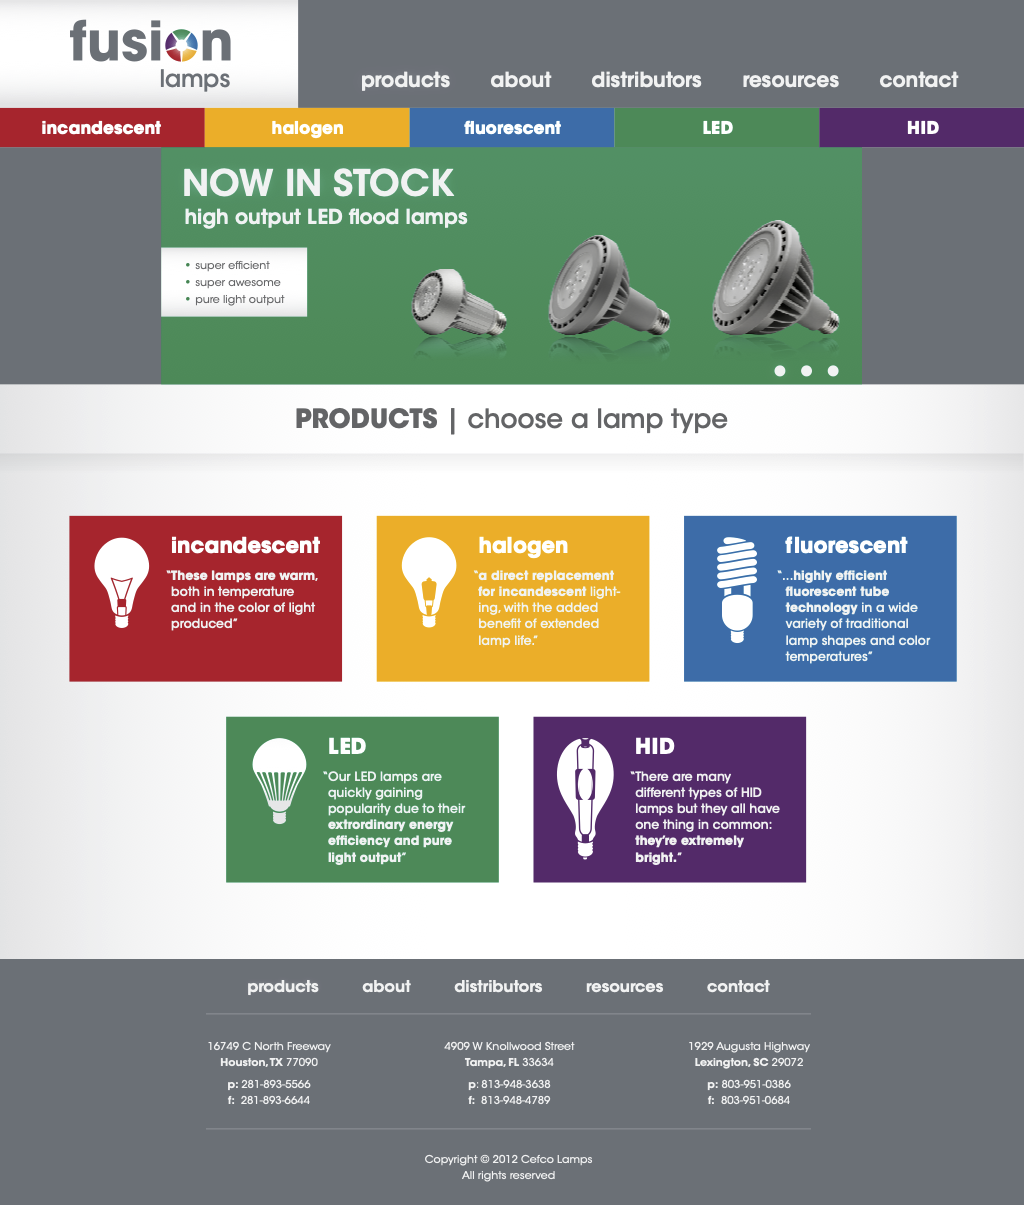 fusion
lamps
products about distributors resources contact
incandescent halogen fluorescent LED HID
NOW IN STOCK
high output LED flood lamps
• super efficient
• super awesome
• pure light output
PRODUCTS | choose a lamp type
incandescent
“These lamps are warm,
both in temperature
and in the color of light
produced”
halogen
“a direct replacement
for incandescent light-
ing, with the added
benefit of extended
lamp life.”
fluorescent
“...highly efficient
fluorescent tube
technology in a wide
variety of traditional
lamp shapes and color
temperatures”
LED
“Our LED lamps are
quickly gaining
popularity due to their
extrordinary energy
efficiency and pure
light output”
HID
“There are many
different types of HID
lamps but they all have
one thing in common:
they’re extremely
bright.”
products about distributors resources contact
16749 C North Freeway
Houston, TX 77090
p: 281-893-5566
f: 281-893-6644
4909 W Knollwood Street
Tampa, FL 33634
p: 813-948-3638
f: 813-948-4789
1929 Augusta Highway
Lexington, SC 29072
p: 803-951-0386
f: 803-951-0684
Copyright © 2012 Cefco Lamps
All rights reserved